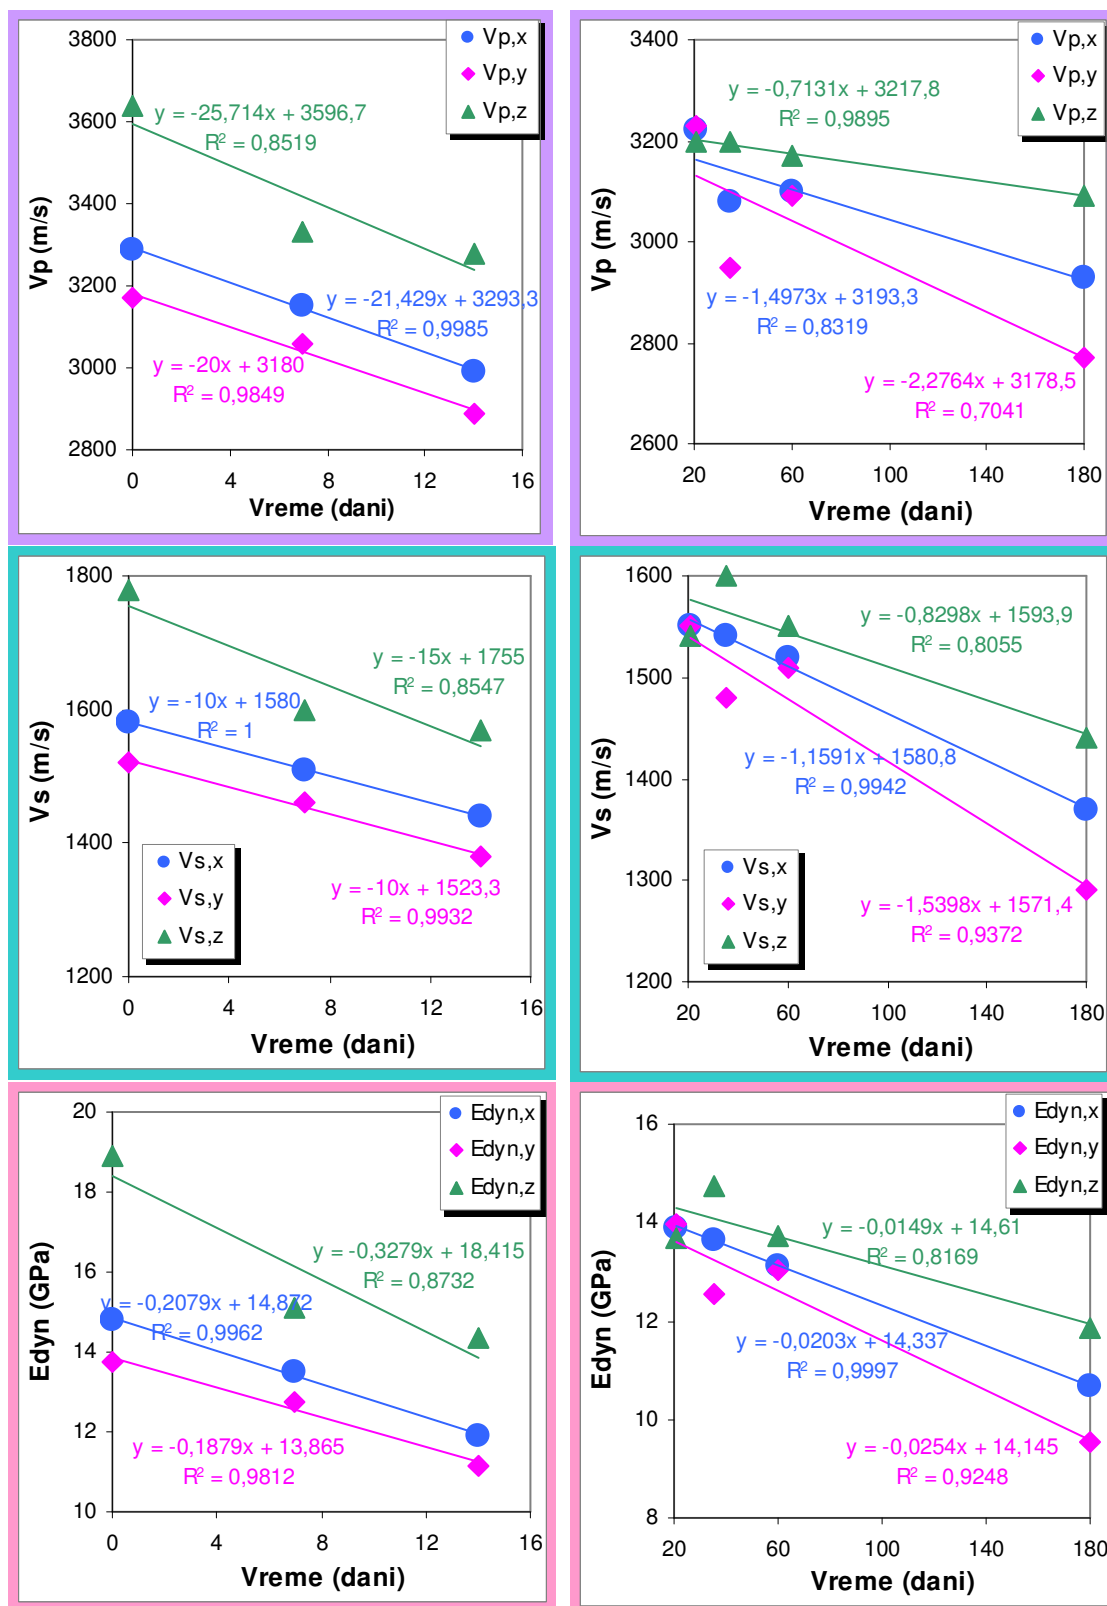 3800
3600
3400
3200
3000
2800
Vp (m/s)
Vp,x
Vp,y
Vp,z
y = -25,714x + 3596,7
R² = 0,8519
y = -21,429x + 3293,3
R² = 0,9985
y = -20x + 3180
R² = 0,9849
0 4 8 12 16
Vreme (dani)
3400
3200
3000
2800
2600
Vp (m/s)
Vp,x
Vp,y
Vp,z
y = -0,7131x + 3217,8
R² = 0,9895
y = -1,4973x + 3193,3
R² = 0,8319
y = -2,2764x + 3178,5
R² = 0,7041
20 60 100 140 180
Vreme (dani)
1800
1600
1400
1200
Vs (m/s)
y = -15x + 1755
R² = 0,8547
y = -10x + 1580
R² = 1
Vs,x
Vs,y
Vs,z
y = -10x + 1523,3
R² = 0,9932
0 4 8 12 16
Vreme (dani)
1600
1500
1400
1300
1200
Vs (m/s)
y = -0,8298x + 1593,9
R² = 0,8055
y = -1,1591x + 1580,8
R² = 0,9942
Vs,x
Vs,y
Vs,z
y = -1,5398x + 1571,4
R² = 0,9372
20 60 100 140 180
Vreme (dani)
20
18
16
14
12
10
Edyn (GPa)
Edyn,x
Edyn,y
Edyn,z
y = -0,3279x + 18,415
R² = 0,8732
y = -0,2079x + 14,872
R² = 0,9962
y = -0,1879x + 13,865
R² = 0,9812
0 4 8 12 16
Vreme (dani)
16
14
12
10
8
Edyn (GPa)
Edyn,x
Edyn,y
Edyn,z
y = -0,0149x + 14,61
R² = 0,8169
y = -0,0203x + 14,337
R² = 0,9997
y = -0,0254x + 14,145
R² = 0,9248
20 60 100 140 180
Vreme (dani)